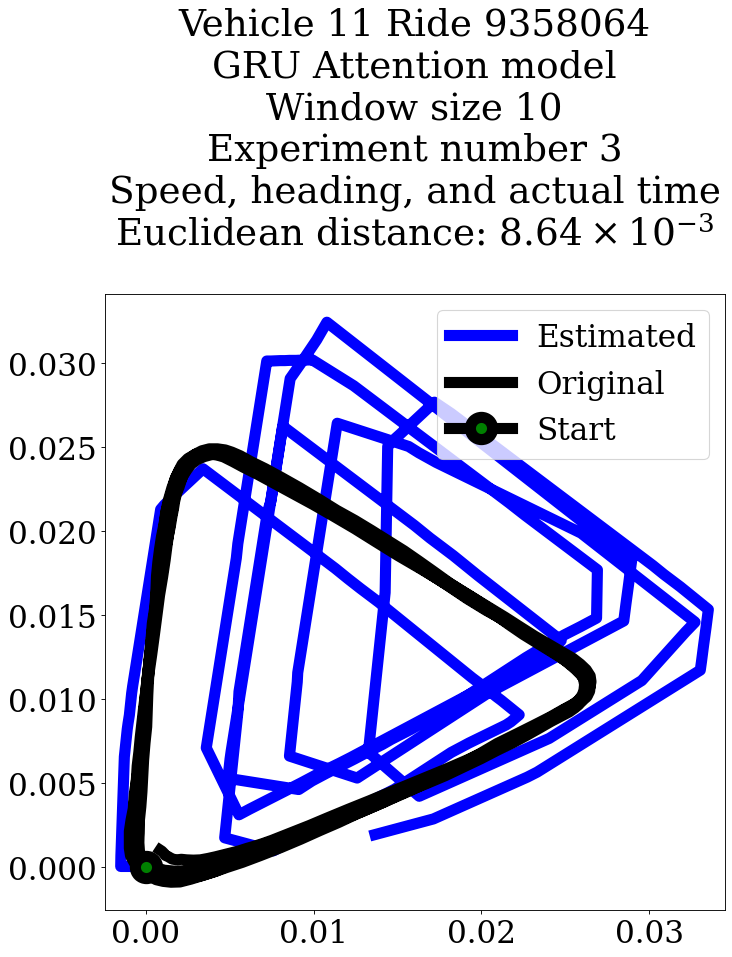 Vehicle 11 Ride 9358064
GRU Attention model
Window size 10
Experiment number 3
Speed, heading, and actual time
Euclidean distance: 8.64 × 10⁻³
Estimated
Original
Start
0.030
0.025
0.020
0.015
0.010
0.005
0.000
0.00 0.01 0.02 0.03